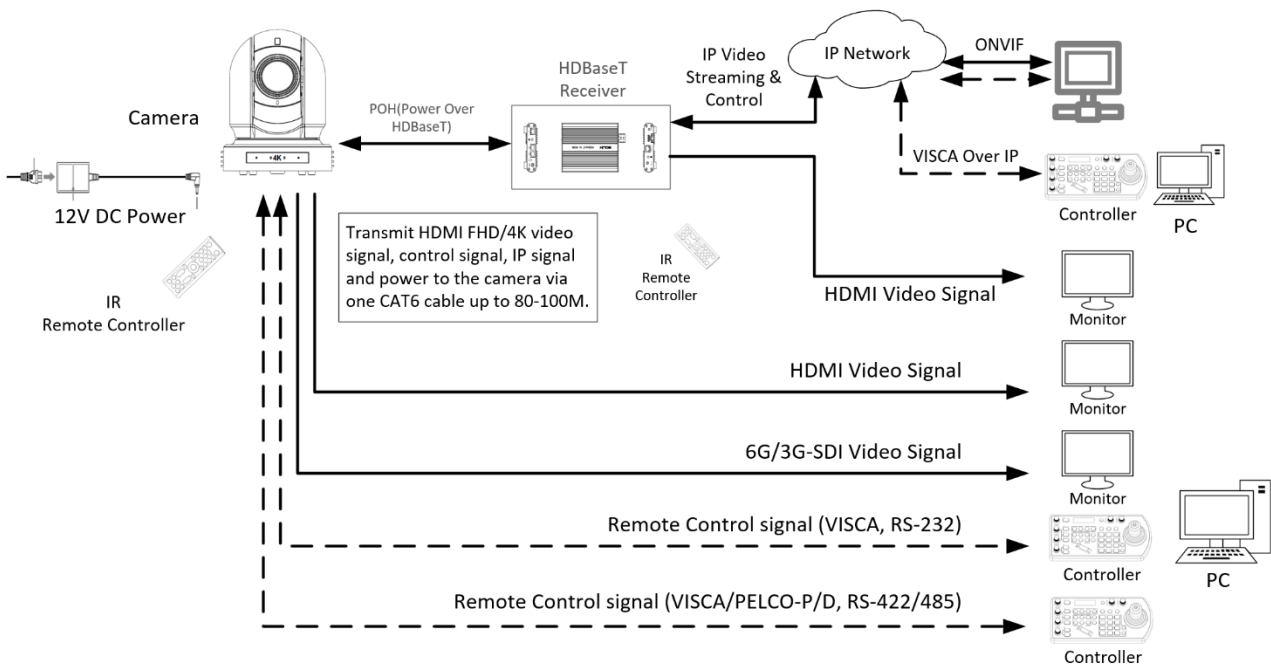 Camera
4K
12V DC Power
IR
Remote Controller
POH(Power Over
HDBaseT)
HDBaseT
Receiver
IP Video
Streaming &
Control
IP Network
ONVIF
VISCA Over IP
Controller
PC
Transmit HDMI FHD/4K video
signal, control signal, IP signal
and power to the camera via
one CAT6 cable up to 80-100M.
IR
Remote
Controller
HDMI Video Signal
Monitor
HDMI Video Signal
Monitor
6G/3G-SDI Video Signal
Monitor
Remote Control signal (VISCA, RS-232)
Controller
PC
Remote Control signal (VISCA/PELCO-P/D, RS-422/485)
Controller